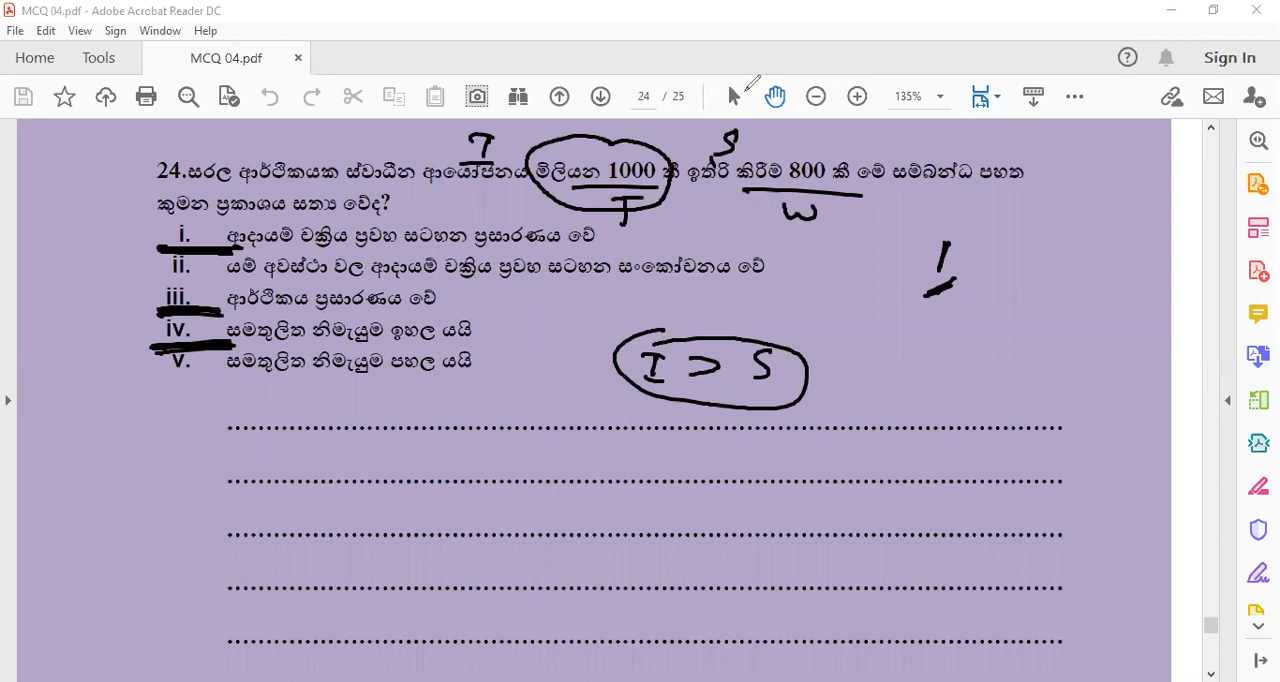 MCQ 04.pdf - Adobe Acrobat Reader DC
File Edit View Sign Window Help
Home Tools MCQ 04.pdf × Sign In
24 / 25 135%
I S
24.සරල ආර්ථිකයක ස්වාධීන ආයෝජනය මිලියන 1000 කී ඉතිරි කිරීම් 800 කී මේ සම්බන්ධ පහත
J W
කුමන ප්‍රකාශය සත්‍ය වේද?
i. ආදායම් චක්‍රීය ප්‍රවාහ සටහන ප්‍රසාරණය වේ
ii. යම් අවස්ථා වල ආදායම් චක්‍රීය ප්‍රවාහ සටහන සංකෝචනය වේ
iii. ආර්ථිකය ප්‍රසාරණය වේ
iv. සමතුලිත නිමැයුම ඉහල යයි
v. සමතුලිත නිමැයුම පහල යයි
1
I > S